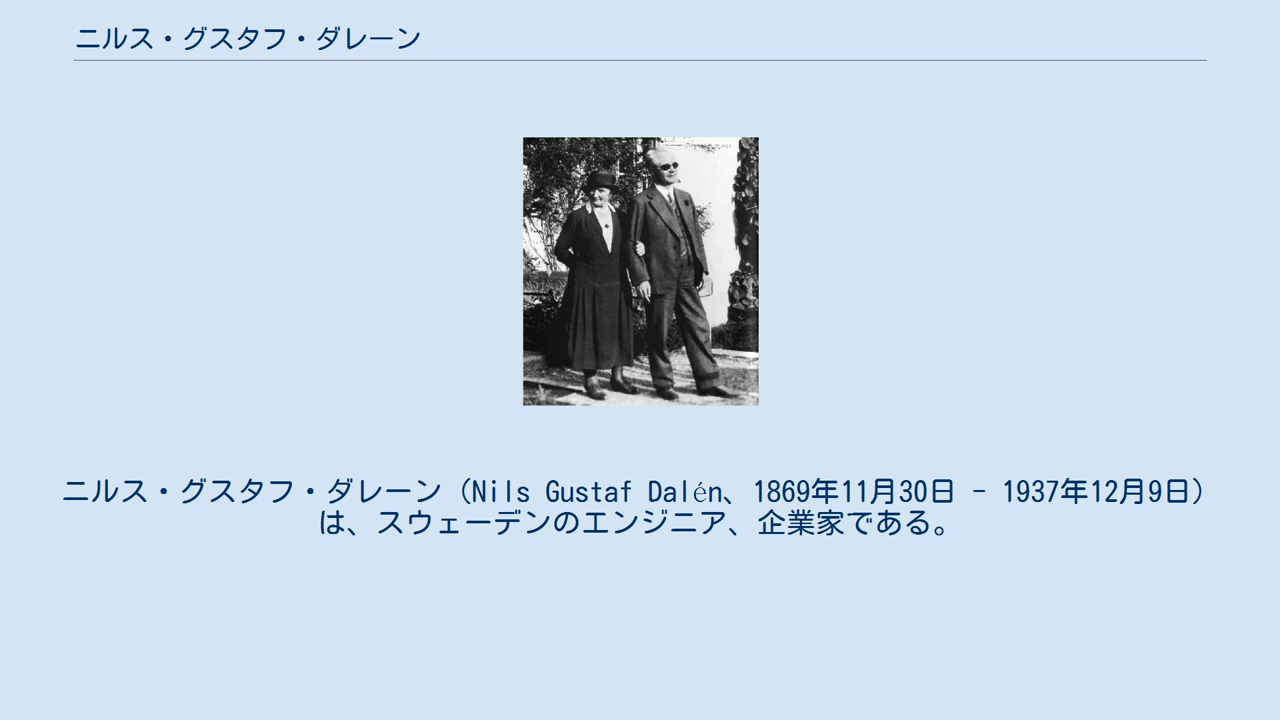 ニルス・グスタフ・ダレーン
ニルス・グスタフ・ダレーン（Nils Gustaf Dalén、1869年11月30日 - 1937年12月9日）
は、スウェーデンのエンジニア、企業家である。